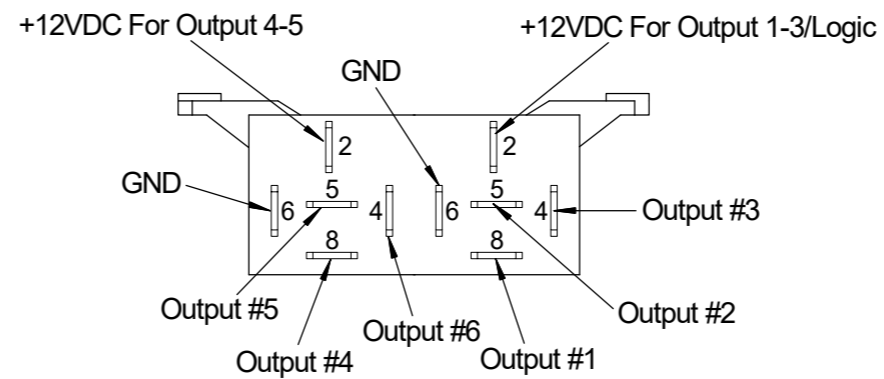 +12VDC For Output 4-5
+12VDC For Output 1-3/Logic
GND
2
2
GND
6
5
4
6
5
4
Output #3
8
8
Output #5
Output #6
Output #2
Output #4
Output #1